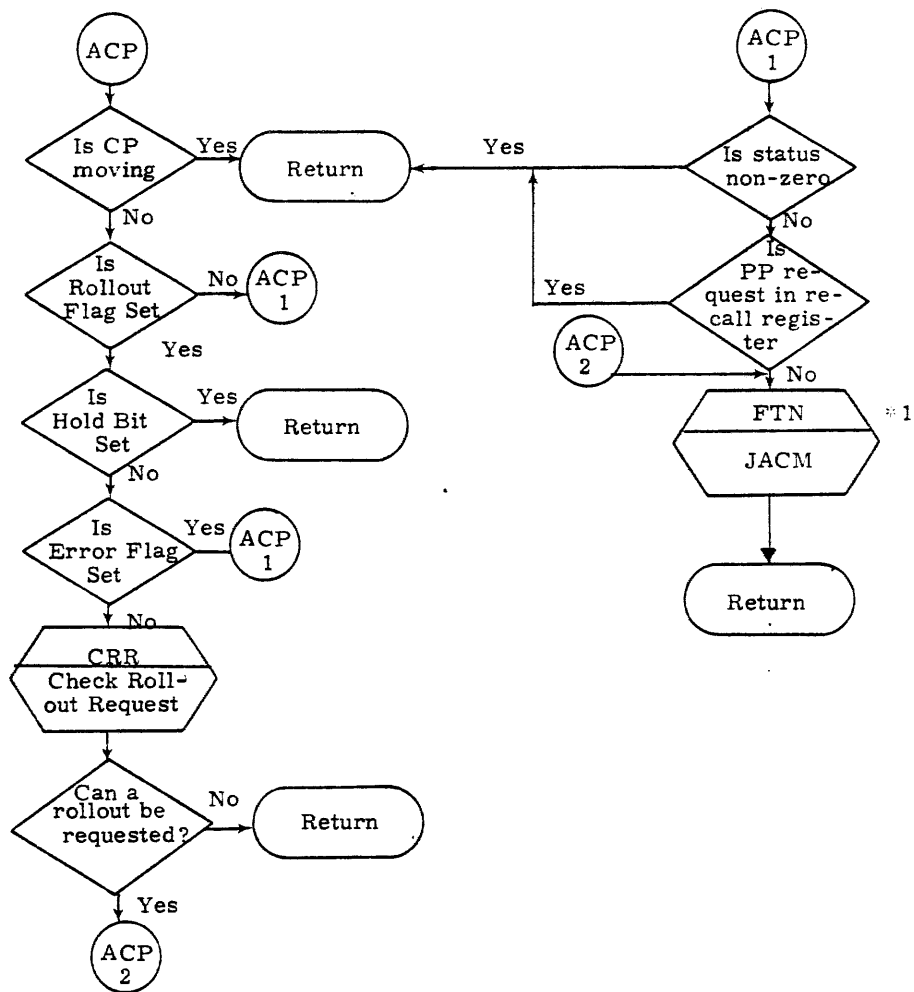 ACP
Is CP
moving
Yes
Return
No
Is
Rollout
Flag Set
No
ACP
1
Yes
Is
Hold Bit
Set
Yes
Return
No
Is
Error Flag
Set
Yes
ACP
1
No
CRR
Check Roll-
out Request
Can a
rollout be
requested?
No
Return
Yes
ACP
2
ACP
1
Is status
non-zero
Yes
No
Is
PP re-
quest in re-
call regis-
ter
Yes
ACP
2
No
FTN
*1
JACM
Return